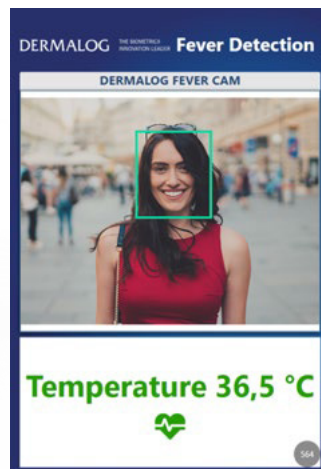 DERMALOG THE BIOMETRICS INNOVATION LEADER Fever Detection
DERMALOG FEVER CAM
Temperature 36,5 °C
564